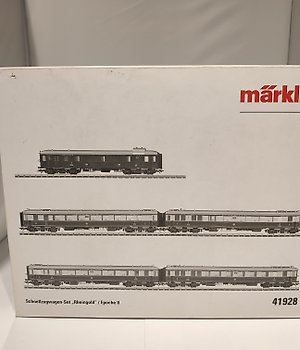 märkl
Schnellzugwagen-Set „Rheingold“ / Epoche II
41928